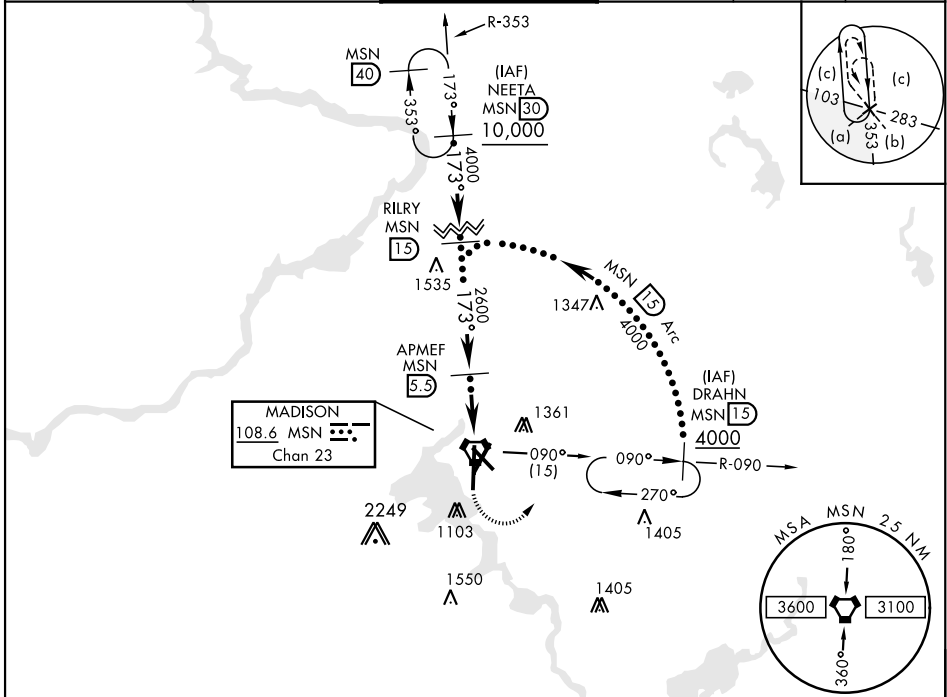 R-353
MSN
40
173°
353°
(IAF)
NEETA
MSN 30
10,000
4000
173°
RILRY
MSN
15
1535
2600
173°
MSN 15 Arc
4000
1347
APMEF
MSN
5.5
(IAF)
DRAHN
MSN 15
4000
MADISON
108.6 MSN
Chan 23
1361
090°
(15)
090°
R-090
270°
2249
1103
1405
1550
1405
(c)
(c)
103
283
(a)
353
(b)
MSA MSN 25 NM
180°
3600
3100
360°